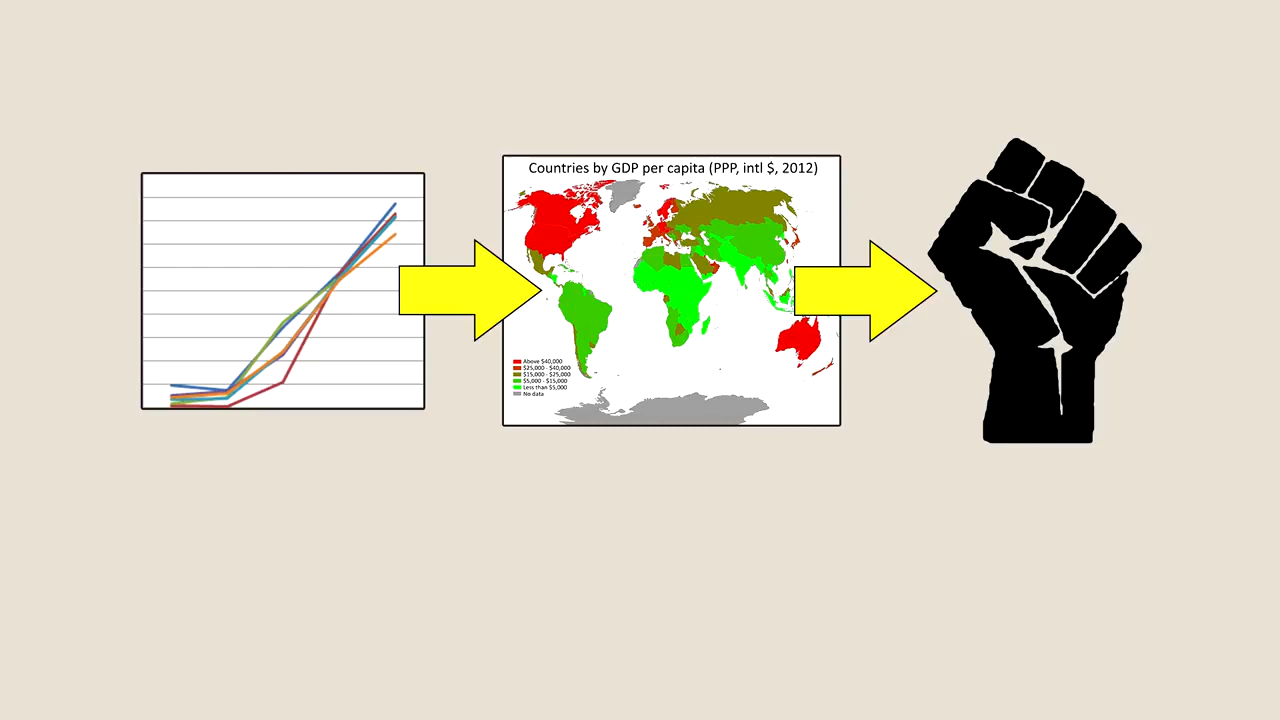 Countries by GDP per capita (PPP, intl $, 2012)
Above $40,000
$25,000 - $40,000
$15,000 - $25,000
$5,000 - $15,000
Less than $5,000
No data